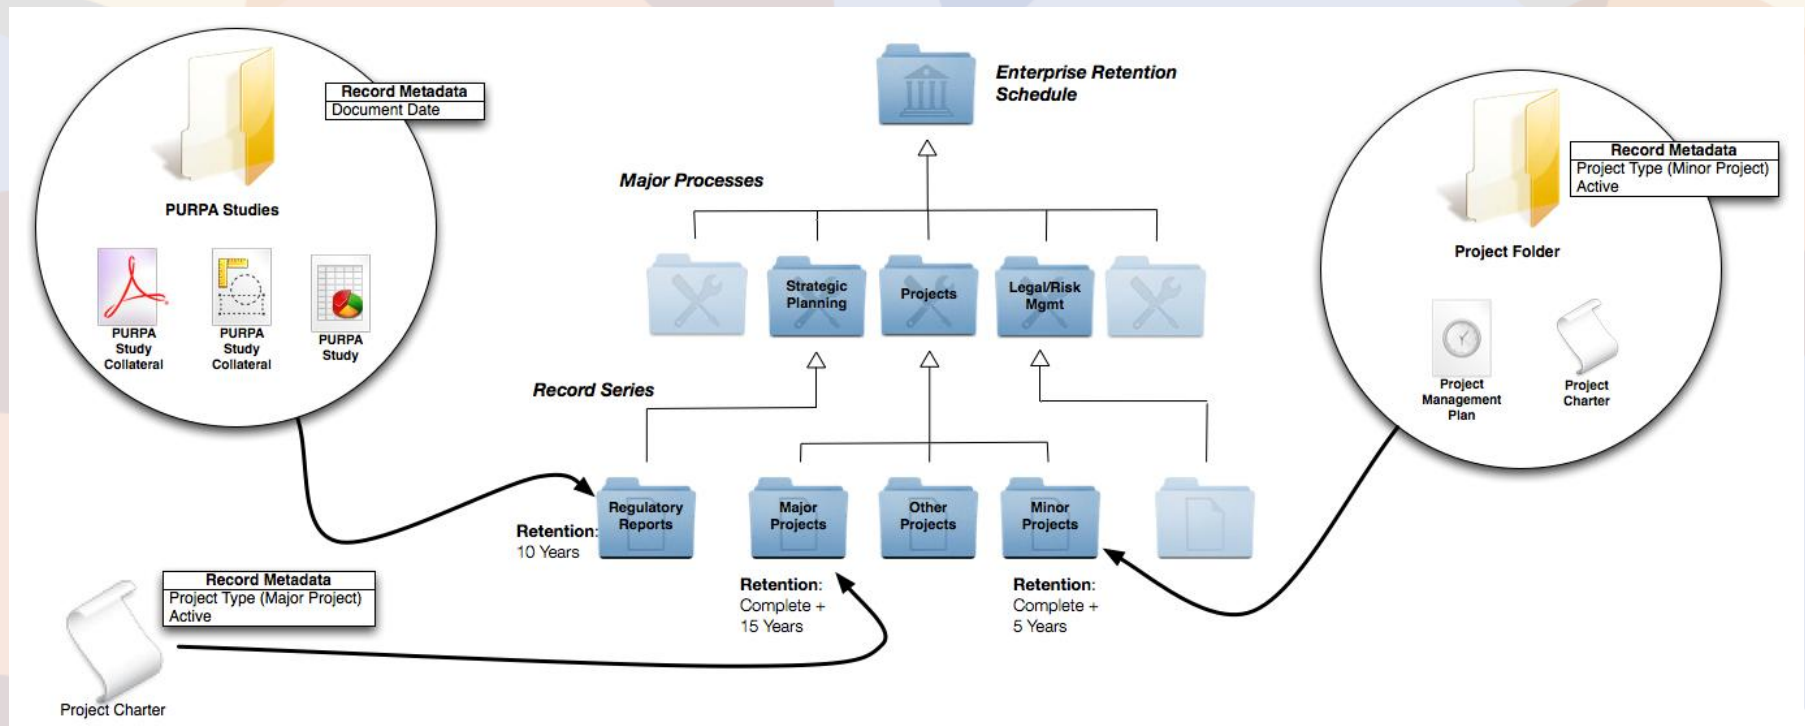 Record Metadata
Document Date
PURPA Studies
PURPA
Study
Collateral
PURPA
Study
Collateral
PURPA
Study
Enterprise Retention
Schedule
Major Processes
Strategic
Planning
Projects
Legal/Risk
Mgmt
Record Series
Regulatory
Reports
Retention:
10 Years
Major
Projects
Other
Projects
Minor
Projects
Retention:
Complete +
15 Years
Retention:
Complete +
5 Years
Record Metadata
Project Type (Minor Project)
Active
Project Folder
Project
Management
Plan
Project
Charter
Record Metadata
Project Type (Major Project)
Active
Project Charter